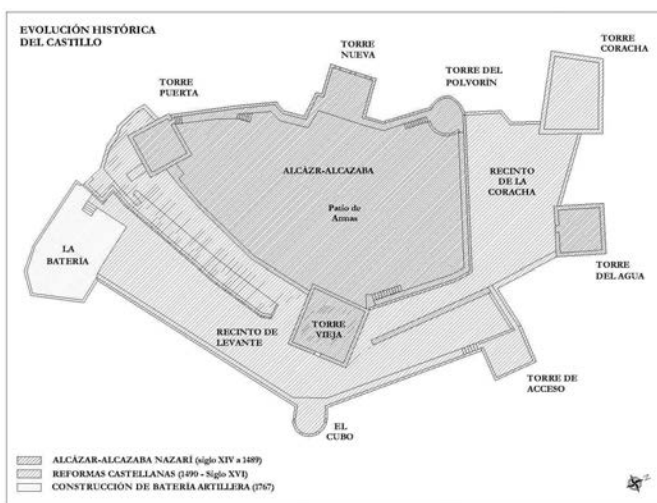 EVOLUCIÓN HISTÓRICA
DEL CASTILLO
TORRE
NUEVA
TORRE
CORACHA
TORRE
PUERTA
TORRE DEL
POLVORÍN
ALCÀZR-ALCAZABA
RECINTO
DE LA
CORACHA
Patio de
Armas
LA
BATERÍA
TORRE
DEL AGUA
RECINTO DE
LEVANTE
TORRE
VIEJA
TORRE DE
ACCESO
EL
CUBO
ALCÁZAR-ALCAZABA NAZARÍ (siglo XIV a 1489)
REFORMAS CASTELLANAS (1490 - Siglo XVI)
CONSTRUCCIÓN DE BATERÍA ARTILLERA (1767)